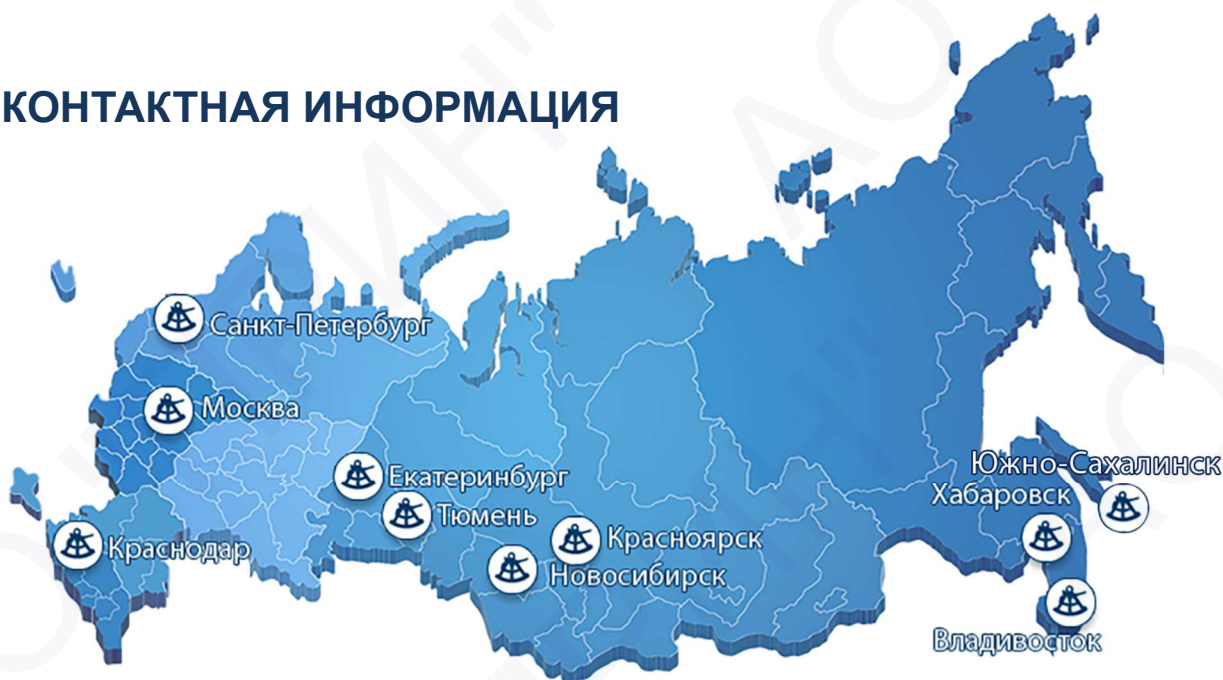 КОНТАКТНАЯ ИНФОРМАЦИЯ
Санкт-Петербург
Москва
Екатеринбург
Тюмень
Краснодар
Красноярск
Новосибирск
Южно-Сахалинск
Хабаровск
Владивосток